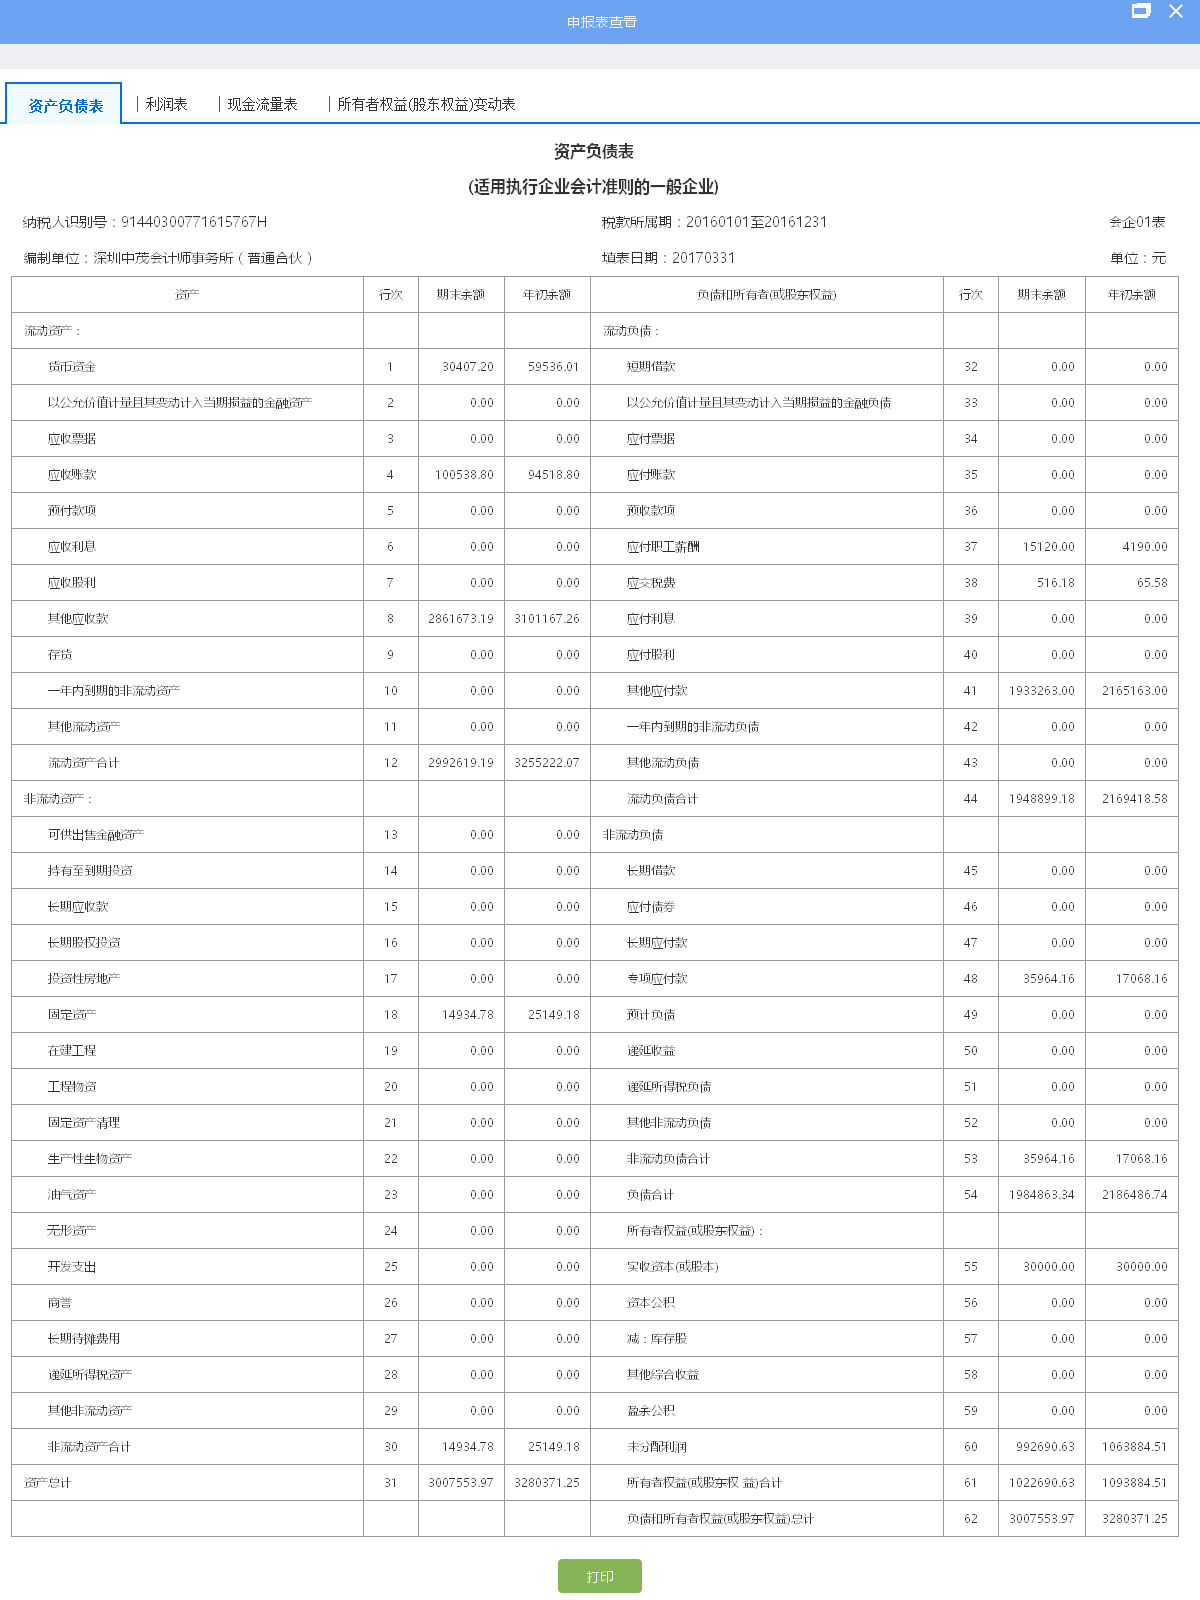 申报表查看
资产负债表 利润表 现金流量表 所有者权益(股东权益)变动表
资产负债表
(适用执行企业会计准则的一般企业)
纳税人识别号：91440300771615767H 税款所属期：20160101至20161231 会企01表
编制单位：深圳中茂会计师事务所（普通合伙） 填表日期：20170331 单位：元
资产 行次 期末余额 年初余额 负债和所有者(或股东权益) 行次 期末余额 年初余额
流动资产： 流动负债：
货币资金 1 30407.20 59536.01 短期借款 32 0.00 0.00
以公允价值计量且其变动计入当期损益的金融资产 2 0.00 0.00 以公允价值计量且其变动计入当期损益的金融负债 33 0.00 0.00
应收票据 3 0.00 0.00 应付票据 34 0.00 0.00
应收账款 4 100538.80 94518.80 应付账款 35 0.00 0.00
预付款项 5 0.00 0.00 预收款项 36 0.00 0.00
应收利息 6 0.00 0.00 应付职工薪酬 37 15120.00 4190.00
应收股利 7 0.00 0.00 应交税费 38 516.18 65.58
其他应收款 8 2861673.19 3101167.26 应付利息 39 0.00 0.00
存货 9 0.00 0.00 应付股利 40 0.00 0.00
一年内到期的非流动资产 10 0.00 0.00 其他应付款 41 1933263.00 2165163.00
其他流动资产 11 0.00 0.00 一年内到期的非流动负债 42 0.00 0.00
流动资产合计 12 2992619.19 3255222.07 其他流动负债 43 0.00 0.00
非流动资产： 流动负债合计 44 1948899.18 2169418.58
可供出售金融资产 13 0.00 0.00 非流动负债
持有至到期投资 14 0.00 0.00 长期借款 45 0.00 0.00
长期应收款 15 0.00 0.00 应付债券 46 0.00 0.00
长期股权投资 16 0.00 0.00 长期应付款 47 0.00 0.00
投资性房地产 17 0.00 0.00 专项应付款 48 35964.16 17068.16
固定资产 18 14934.78 25149.18 预计负债 49 0.00 0.00
在建工程 19 0.00 0.00 递延收益 50 0.00 0.00
工程物资 20 0.00 0.00 递延所得税负债 51 0.00 0.00
固定资产清理 21 0.00 0.00 其他非流动负债 52 0.00 0.00
生产性生物资产 22 0.00 0.00 非流动负债合计 53 35964.16 17068.16
油气资产 23 0.00 0.00 负债合计 54 1984863.34 2186486.74
无形资产 24 0.00 0.00 所有者权益(或股东权益)：
开发支出 25 0.00 0.00 实收资本(或股本) 55 30000.00 30000.00
商誉 26 0.00 0.00 资本公积 56 0.00 0.00
长期待摊费用 27 0.00 0.00 减：库存股 57 0.00 0.00
递延所得税资产 28 0.00 0.00 其他综合收益 58 0.00 0.00
其他非流动资产 29 0.00 0.00 盈余公积 59 0.00 0.00
非流动资产合计 30 14934.78 25149.18 未分配利润 60 992690.63 1063884.51
资产总计 31 3007553.97 3280371.25 所有者权益(或股东权 益)合计 61 1022690.63 1093884.51
负债和所有者权益(或股东权益)总计 62 3007553.97 3280371.25
打印